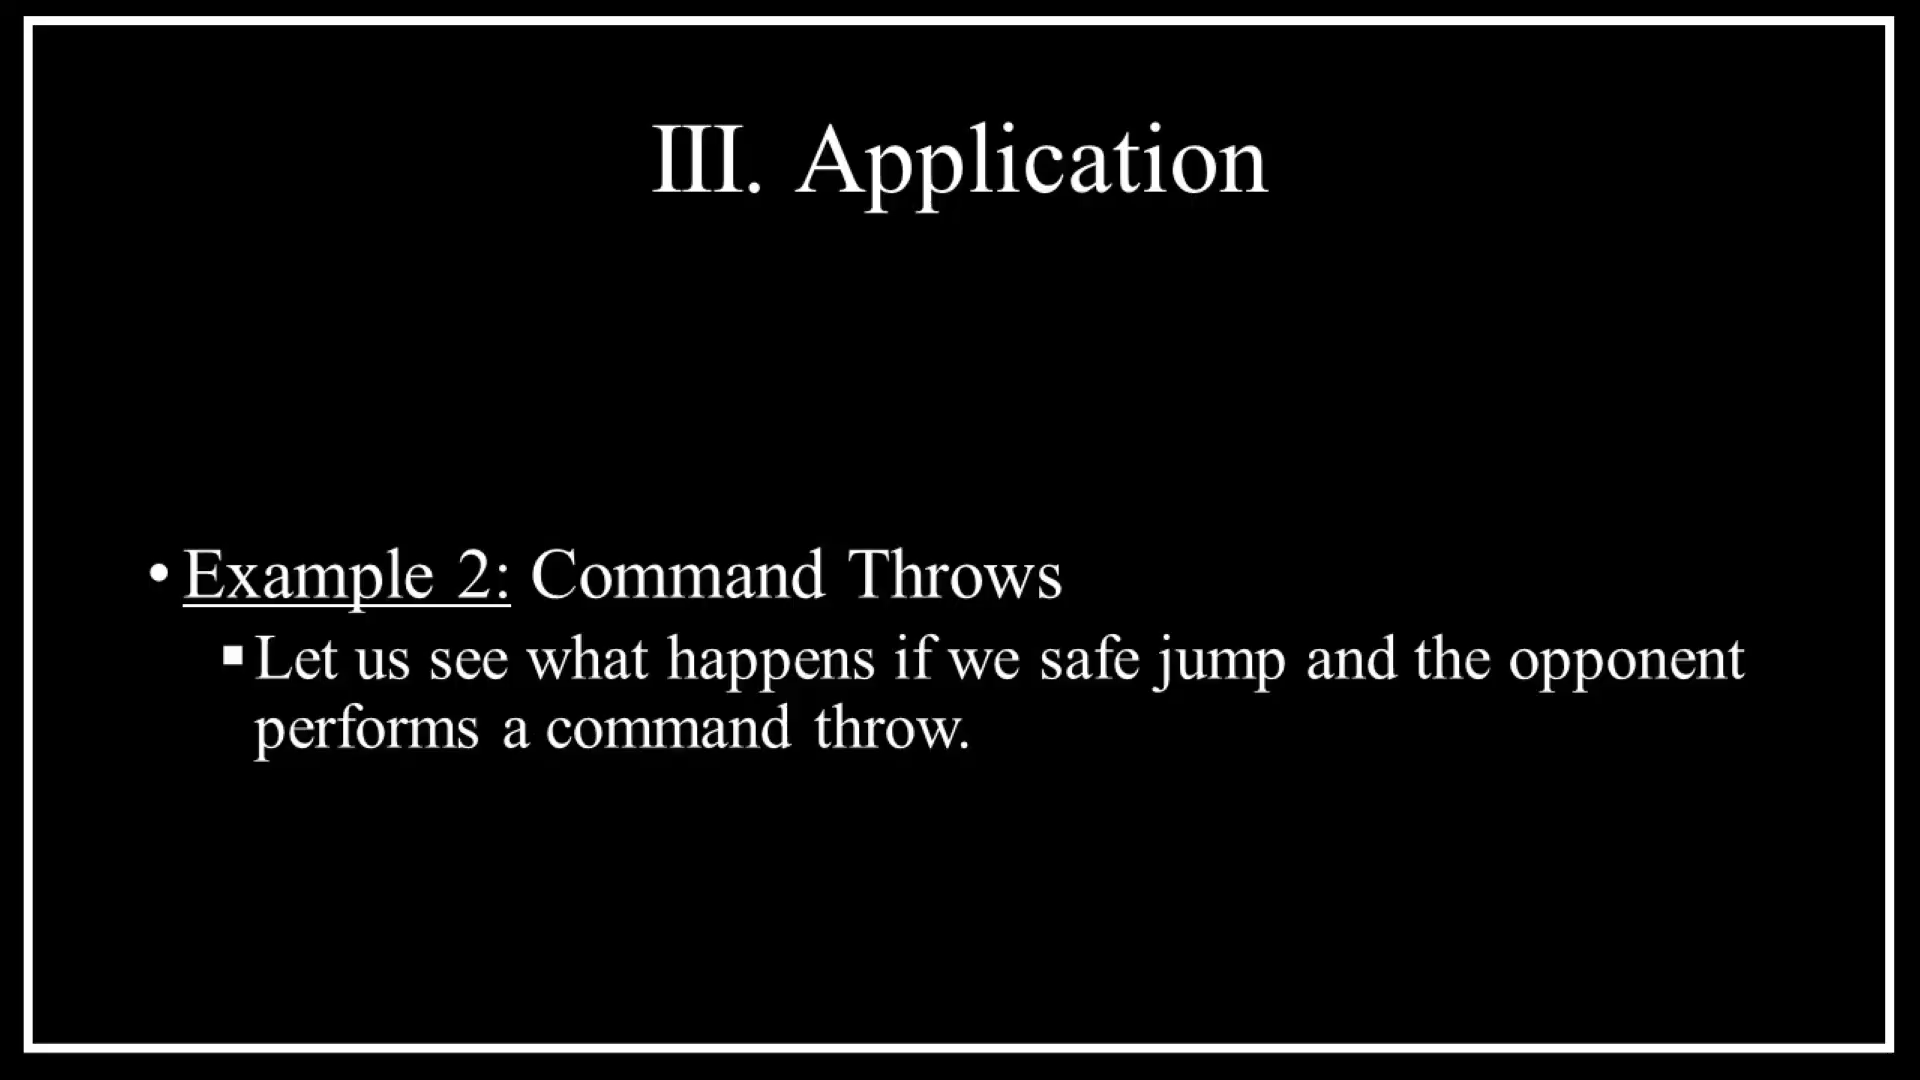 III. Application
• Example 2: Command Throws
▪ Let us see what happens if we safe jump and the opponent
performs a command throw.